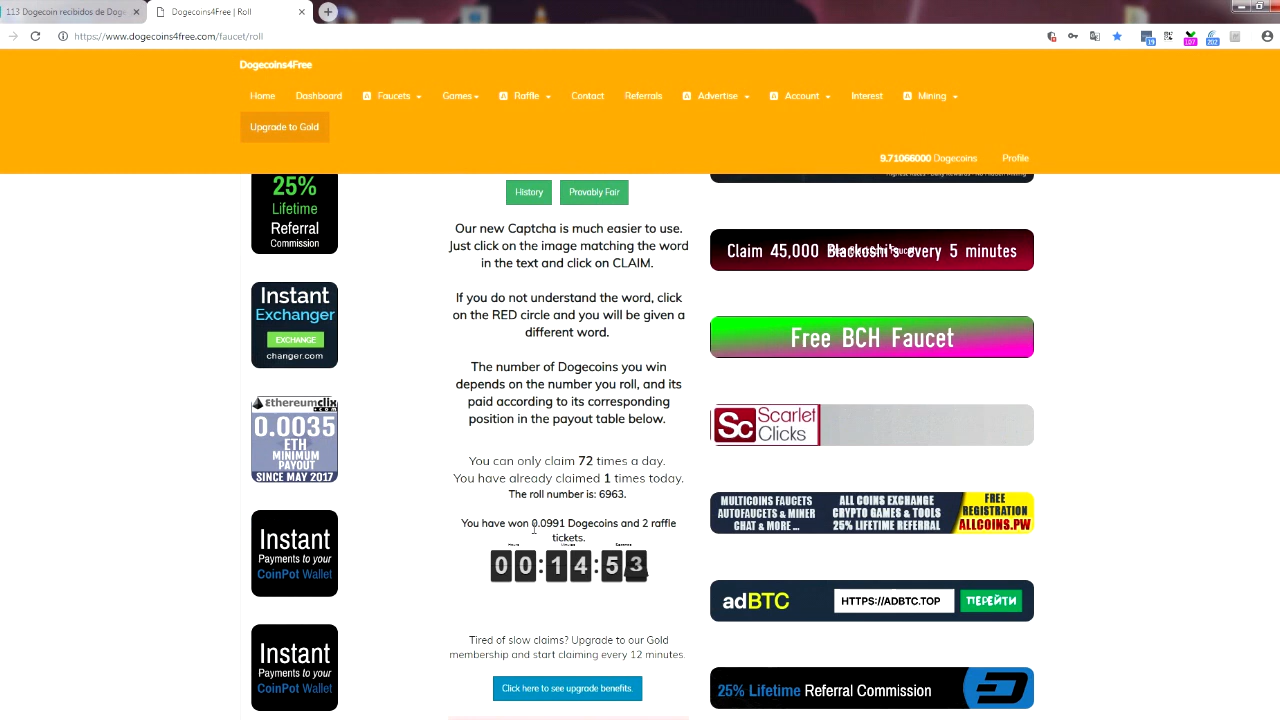 113 Dogecoin recibidos de Doge
Dogecoins4Free | Roll
https://www.dogecoins4free.com/faucet/roll
19
107
202
Dogecoins4Free
Home Dashboard Faucets Games Raffle Contact Referrals Advertise Account Interest Mining
Upgrade to Gold
9.71066000 Dogecoins Profile
25%
Lifetime
Referral
Commission
Instant
Exchanger
EXCHANGE
changer.com
Ethereumclix
.com
0.0035
ETH
MINIMUM
PAYOUT
SINCE MAY 2017
Instant
Payments to your
CoinPot Wallet
Instant
Payments to your
CoinPot Wallet
History Provably Fair
Our new Captcha is much easier to use.
Just click on the image matching the word
in the text and click on CLAIM.
If you do not understand the word, click
on the RED circle and you will be given a
different word.
The number of Dogecoins you win
depends on the number you roll, and its
paid according to its corresponding
position in the payout table below.
You can only claim 72 times a day.
You have already claimed 1 times today.
The roll number is: 6963.
You have won 0.0991 Dogecoins and 2 raffle
tickets.
00:14:53
Tired of slow claims? Upgrade to our Gold
membership and start claiming every 12 minutes.
Click here to see upgrade benefits.
Claim 45,000 Blackoshi's every 5 minutes
Free BCH Faucet
Sc Scarlet
Clicks
MULTICOINS FAUCETS
AUTOFAUCETS & MINER
CHAT & MORE...
ALL COINS EXCHANGE
CRYPTO GAMES & TOOLS
25% LIFETIME REFERRAL
FREE
REGISTRATION
ALLCOINS.PW
adBTC HTTPS://ADBTC.TOP ПЕРЕЙТИ
25% Lifetime Referral Commission